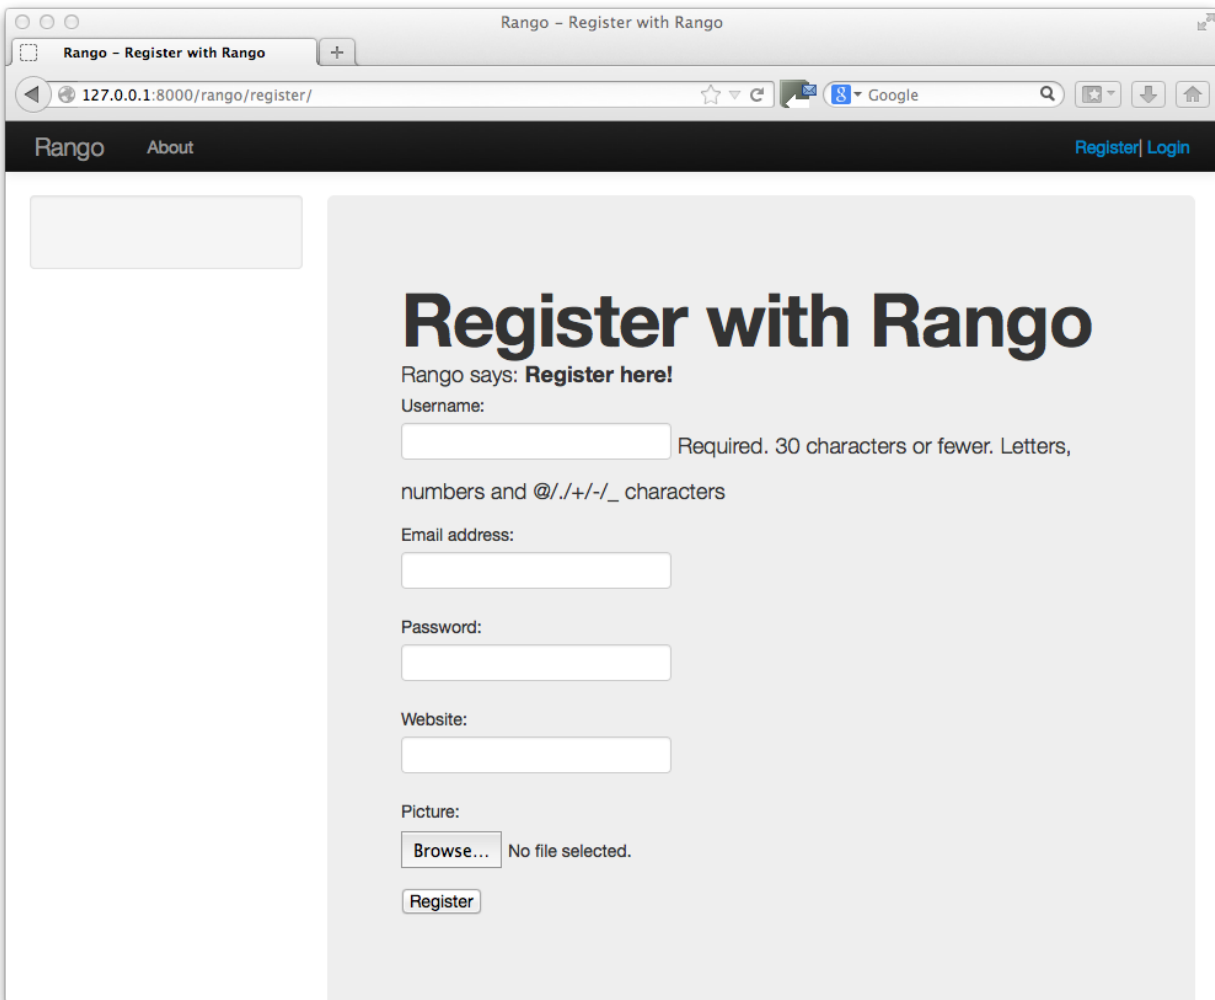 Rango – Register with Rango
Rango – Register with Rango +
127.0.0.1:8000/rango/register/ 8 Google
Rango About Register| Login
Register with Rango
Rango says: Register here!
Username:
Required. 30 characters or fewer. Letters,
numbers and @/./+/-/_ characters
Email address:
Password:
Website:
Picture:
Browse... No file selected.
Register